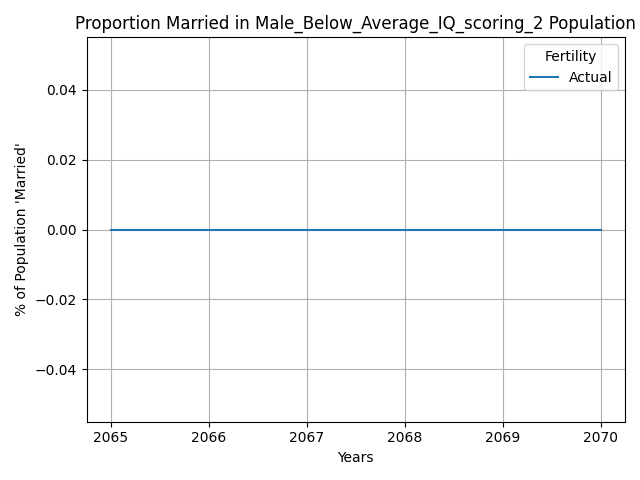 Proportion Married in Male_Below_Average_IQ_scoring_2 Population
Fertility
Actual
% of Population 'Married'
0.04
0.02
0.00
−0.02
−0.04
2065 2066 2067 2068 2069 2070
Years